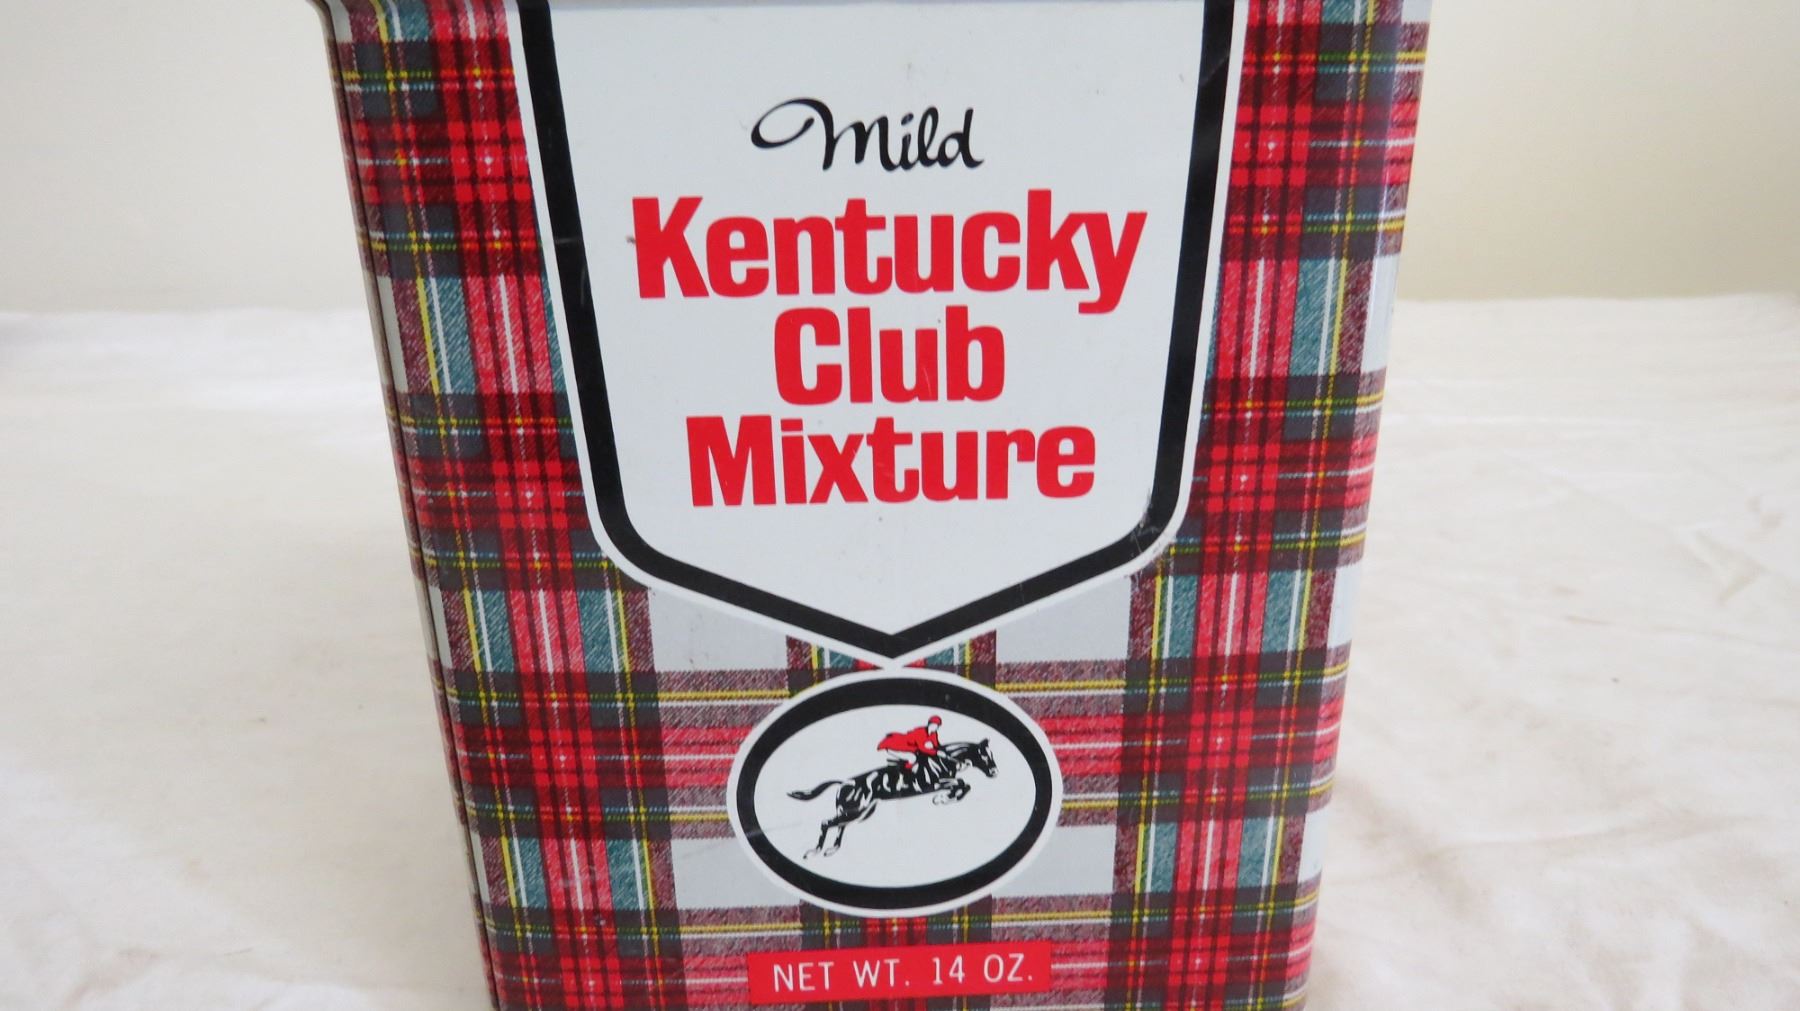 Mild
Kentucky
Club
Mixture
NET WT. 14 OZ.